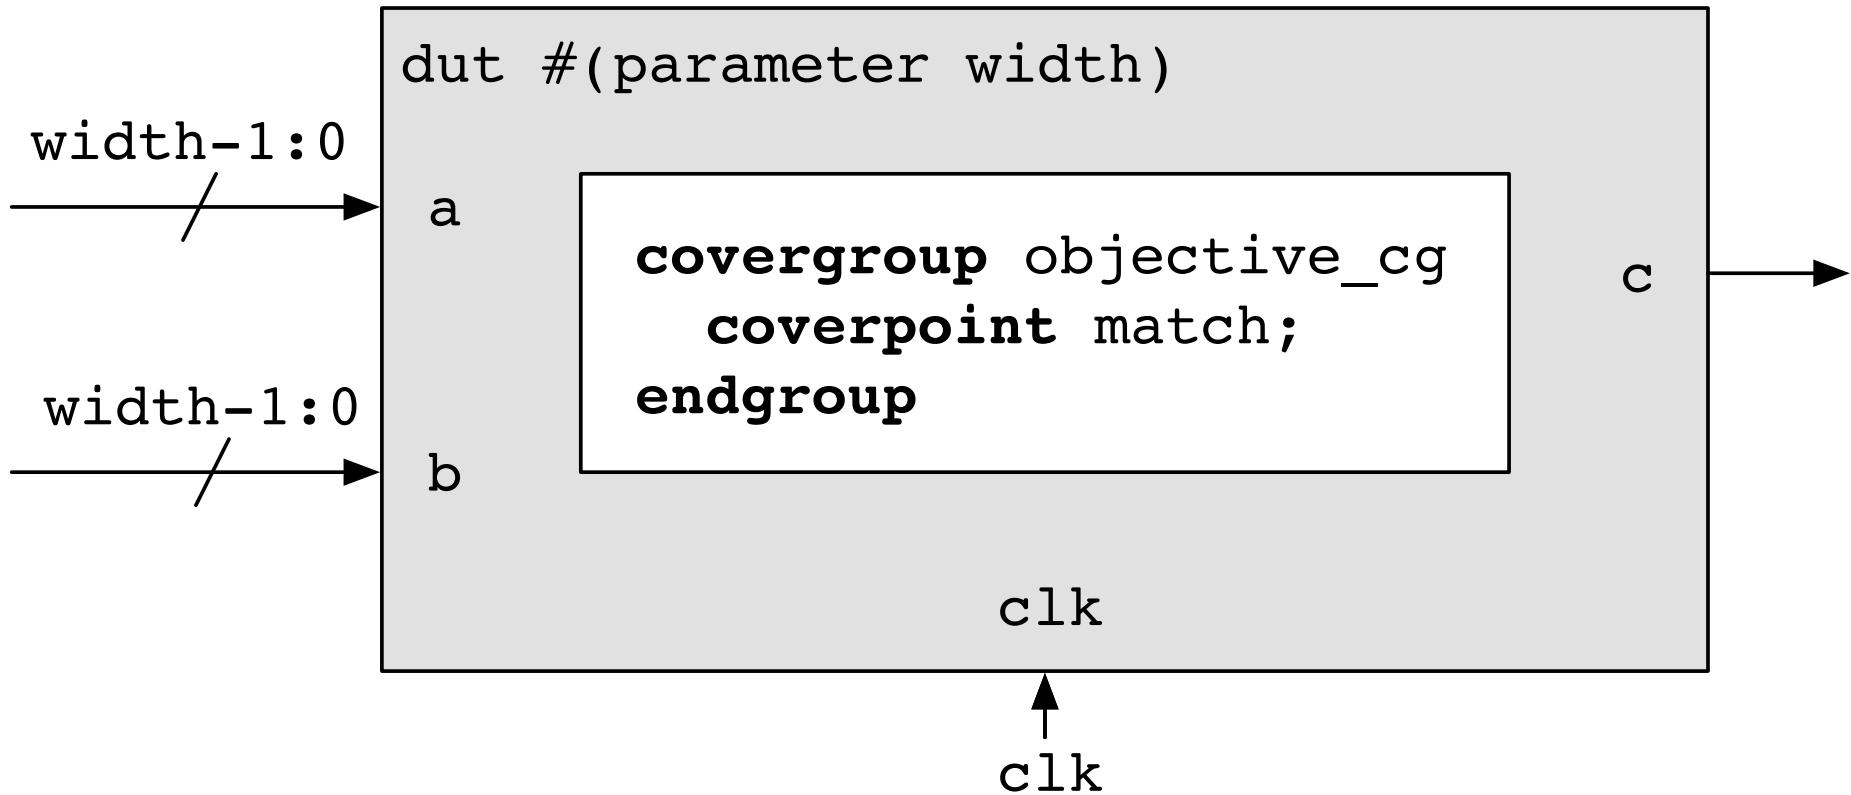 dut #(parameter width)
width-1:0
a
covergroup objective_cg
coverpoint match;
endgroup
c
width-1:0
b
clk
clk